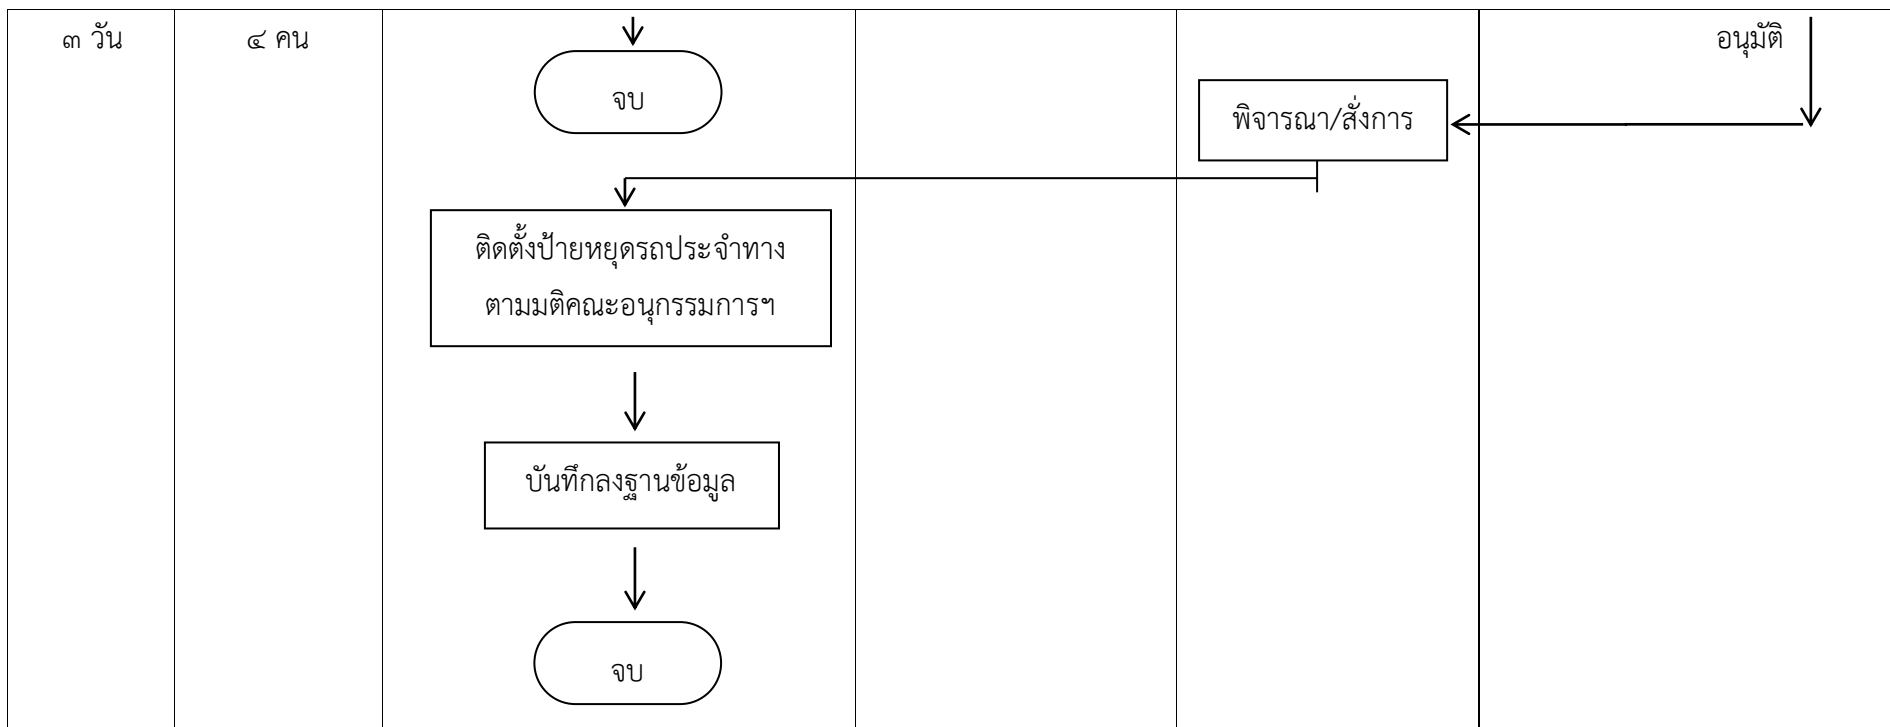 ๓ วัน
๔ คน
อนุมัติ
จบ
พิจารณา/สั่งการ
ติดตั้งป้ายหยุดรถประจำทาง
ตามมติคณะอนุกรรมการฯ
บันทึกลงฐานข้อมูล
จบ